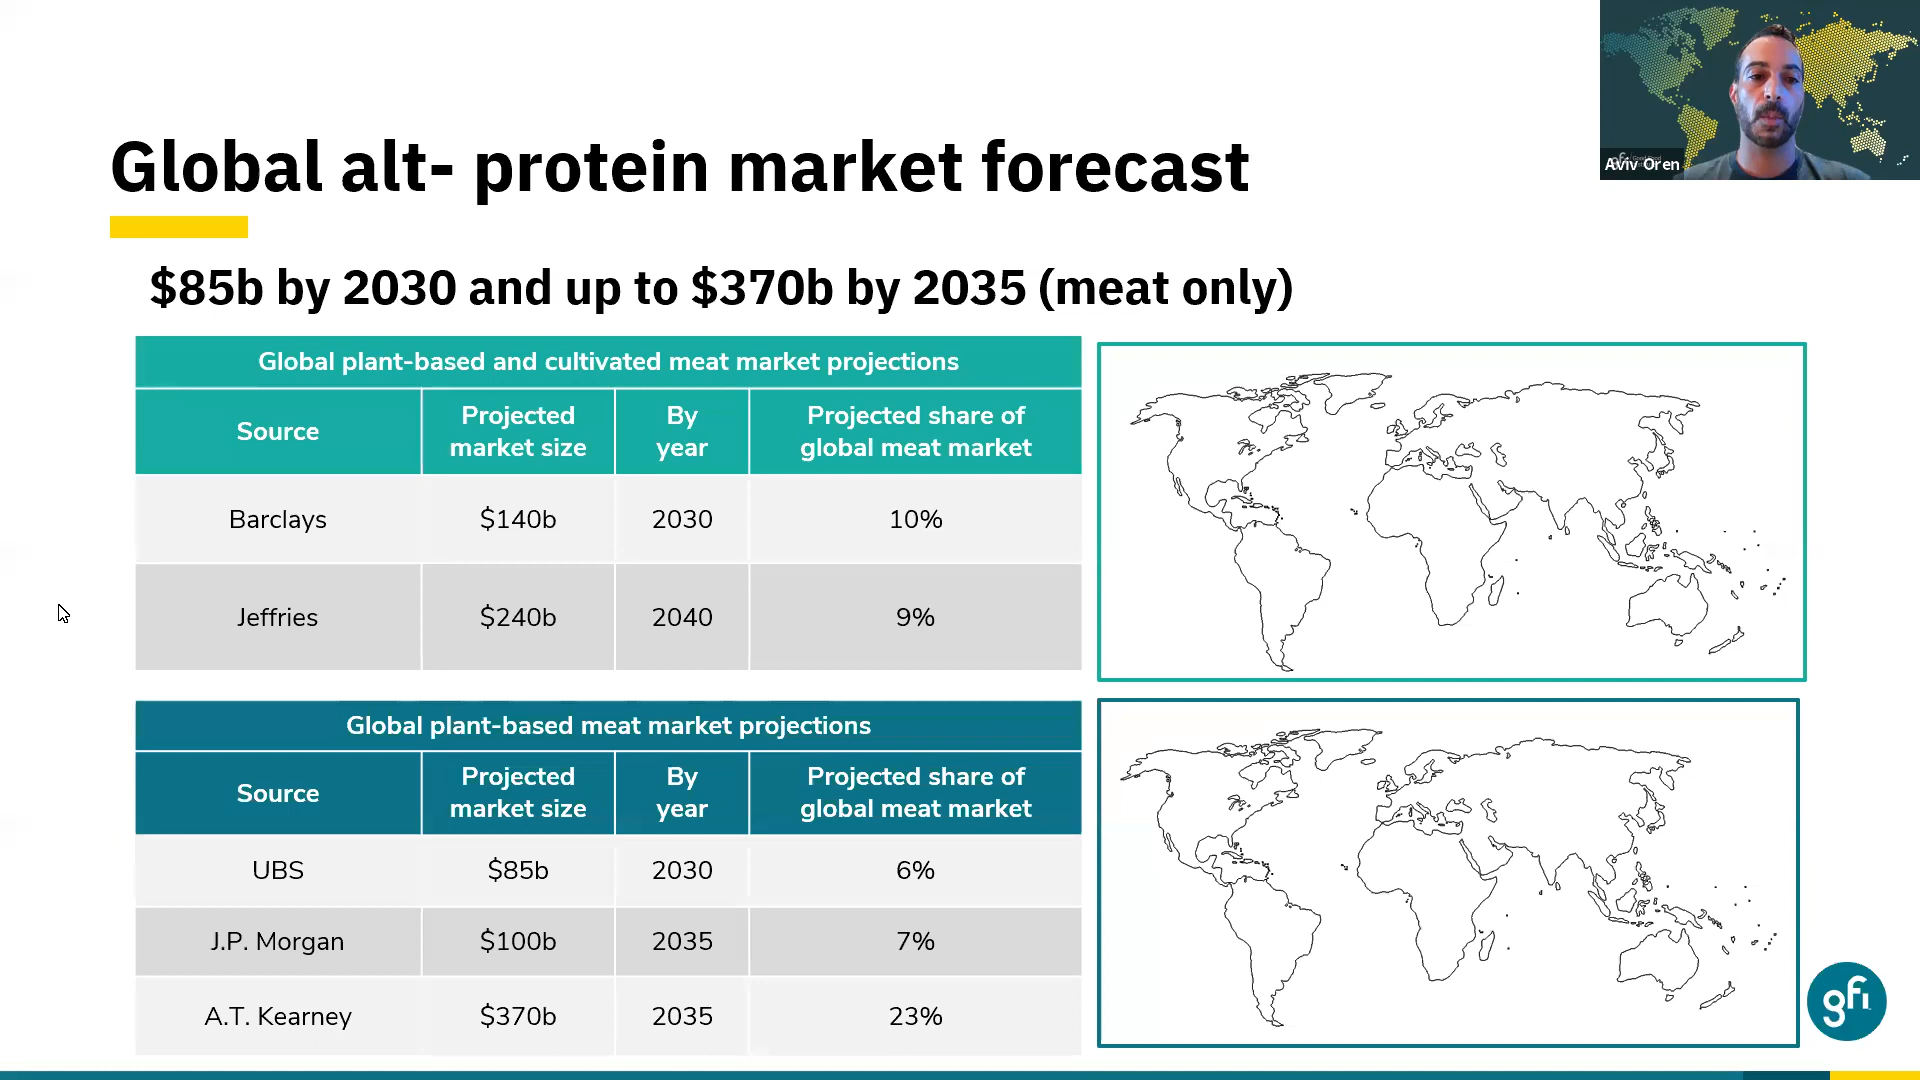 Global alt- protein market forecast
$85b by 2030 and up to $370b by 2035 (meat only)
Global plant-based and cultivated meat market projections
Source
Projected
market size
By
year
Projected share of
global meat market
Barclays $140b 2030 10%
Jeffries $240b 2040 9%
Global plant-based meat market projections
Source
Projected
market size
By
year
Projected share of
global meat market
UBS $85b 2030 6%
J.P. Morgan $100b 2035 7%
A.T. Kearney $370b 2035 23%
Aviv Oren
gfi